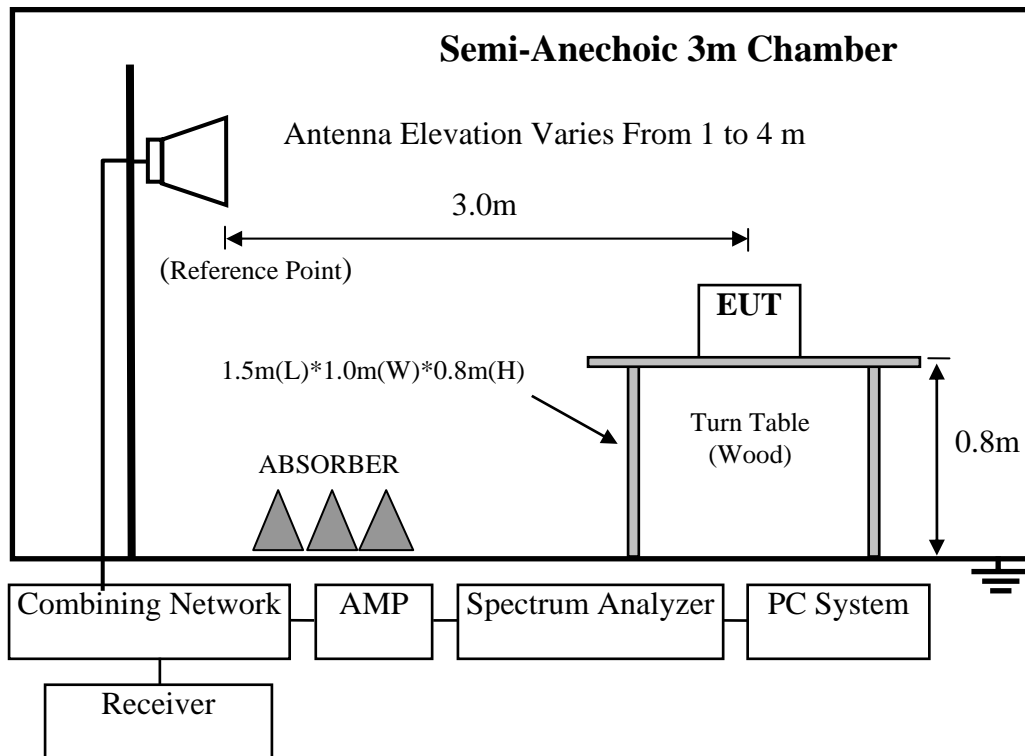 Semi-Anechoic 3m Chamber
Antenna Elevation Varies From 1 to 4 m
3.0m
(Reference Point)
EUT
1.5m(L)*1.0m(W)*0.8m(H)
Turn Table
(Wood)
0.8m
ABSORBER
Combining Network
AMP
Spectrum Analyzer
PC System
Receiver